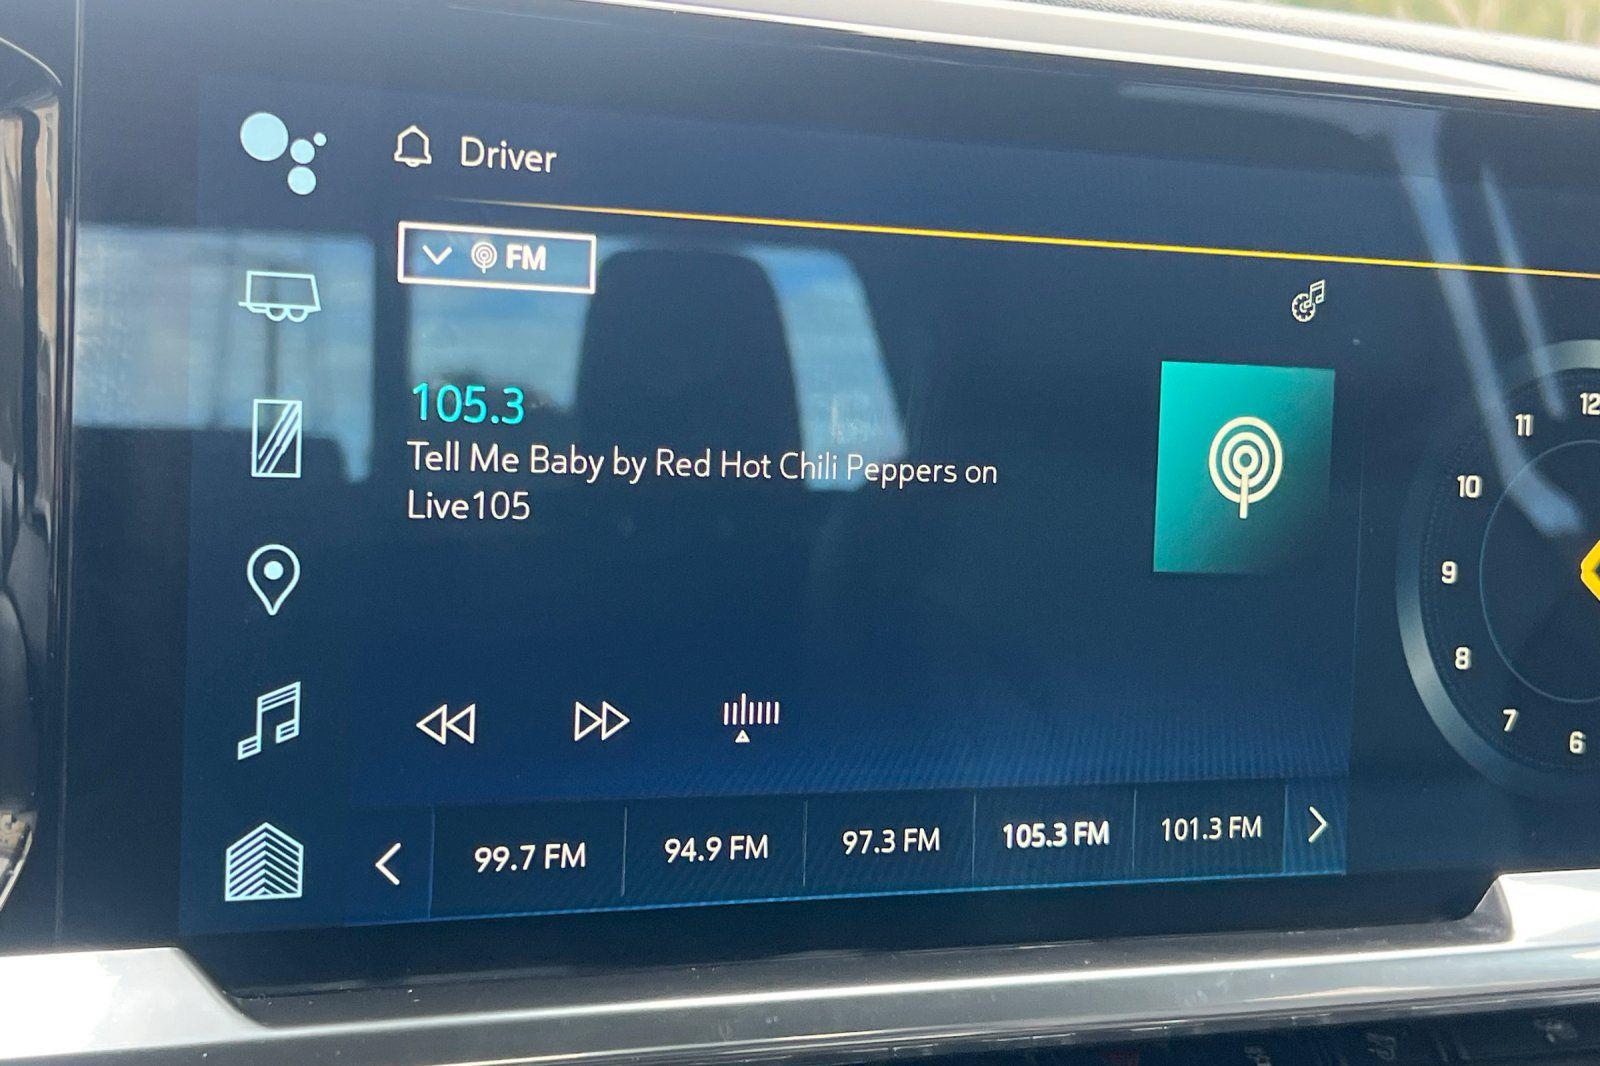 Driver
FM
105.3
Tell Me Baby by Red Hot Chili Peppers on
Live105
99.7 FM
94.9 FM
97.3 FM
105.3 FM
101.3 FM
12
11
10
9
8
7
6